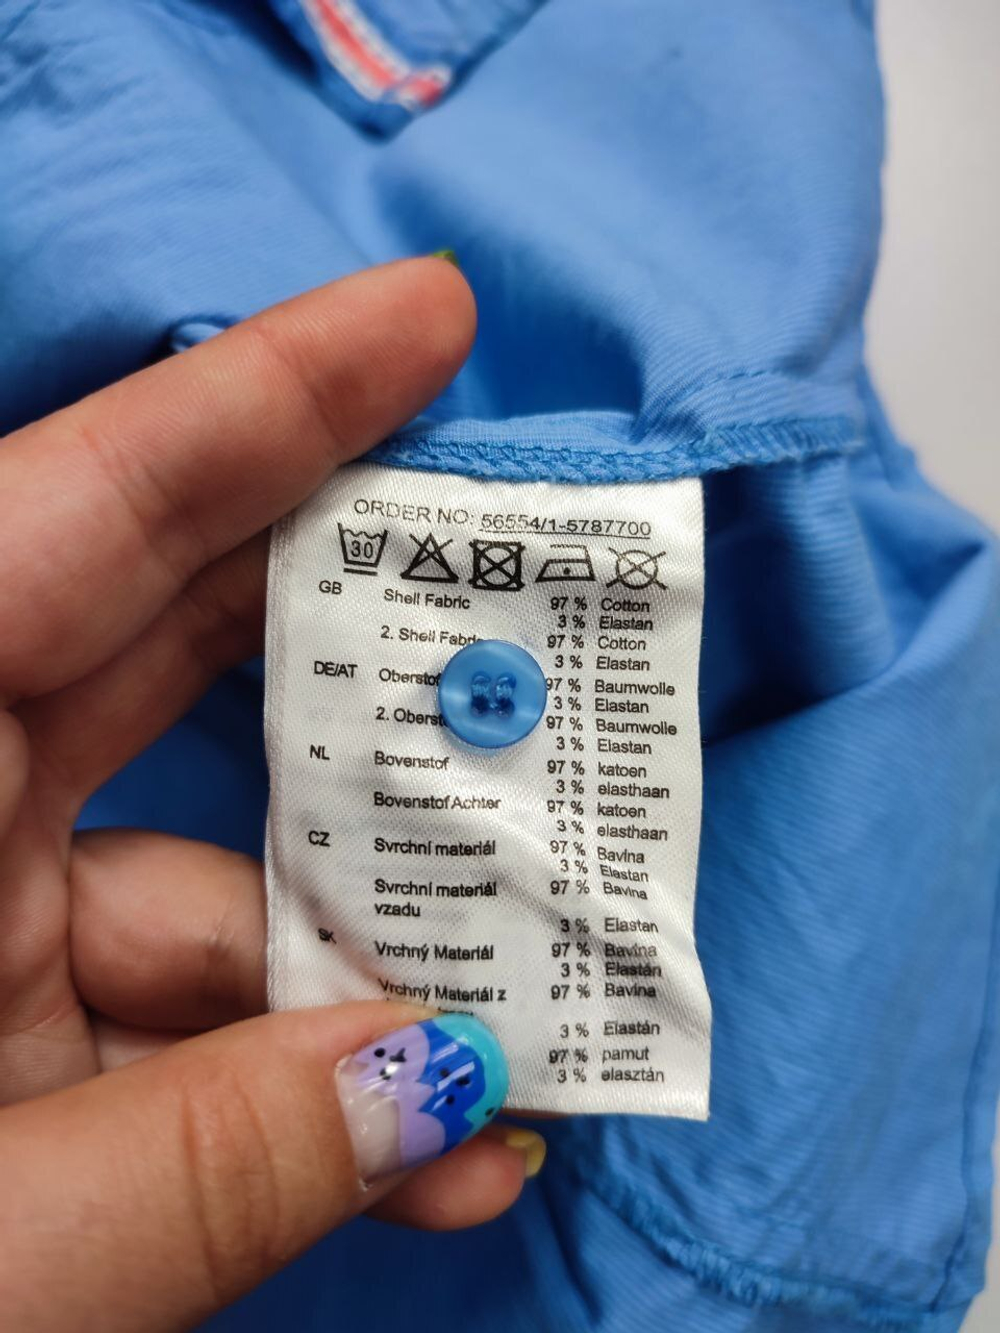 ORDER NO: 56554/1-5787700
30
GB Shell Fabric 97 % Cotton
3 % Elastan
2. Shell 97 % Cotton
3 % Elastan
DE/AT 97 % Baumwolle
3 % Elastan
2. 97 % Baumwolle
3 % Elastan
NL Bovenstof 97 % katoen
3 % elasthaan
Bovenstof Achter 97 % katoen
3 % elasthaan
CZ Svrchní materiál 97 % Bavlna
3 % Elastan
Svrchní materiál 97 % Bavlna
vzadu
3 % Elastan
SK Vrchný Materiál 97 % Bavlna
3 % Elastán
Vrchný Materiál z 97 % Bavlna
3 % Elastán
97 % pamut
3 % elasztán